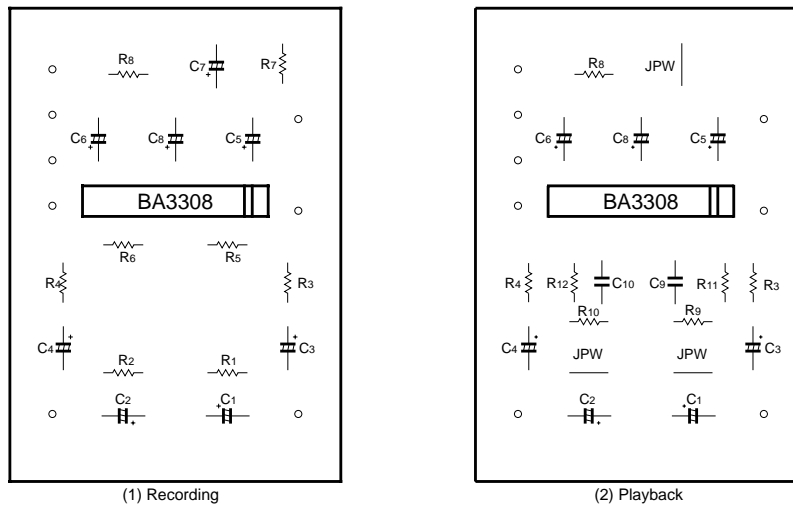 R8
C7
R7
C6
C8
C5
BA3308
R6
R5
R4
R3
C4
C3
R2
R1
C2
C1
(1) Recording
R8
JPW
C6
C8
C5
BA3308
R4
R12
C10
C9
R11
R3
R10
R9
C4
JPW
JPW
C3
C2
C1
(2) Playback